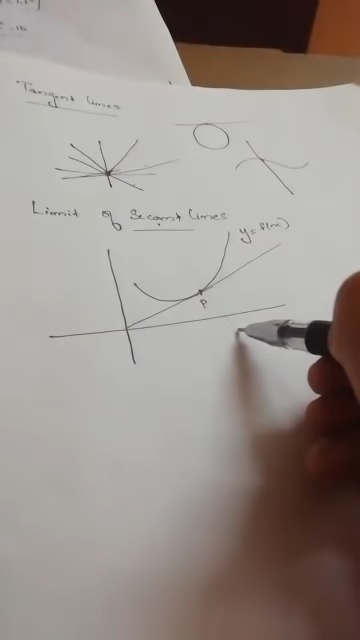 Tangent lines
Limit of Secant lines
y = f(x)
P